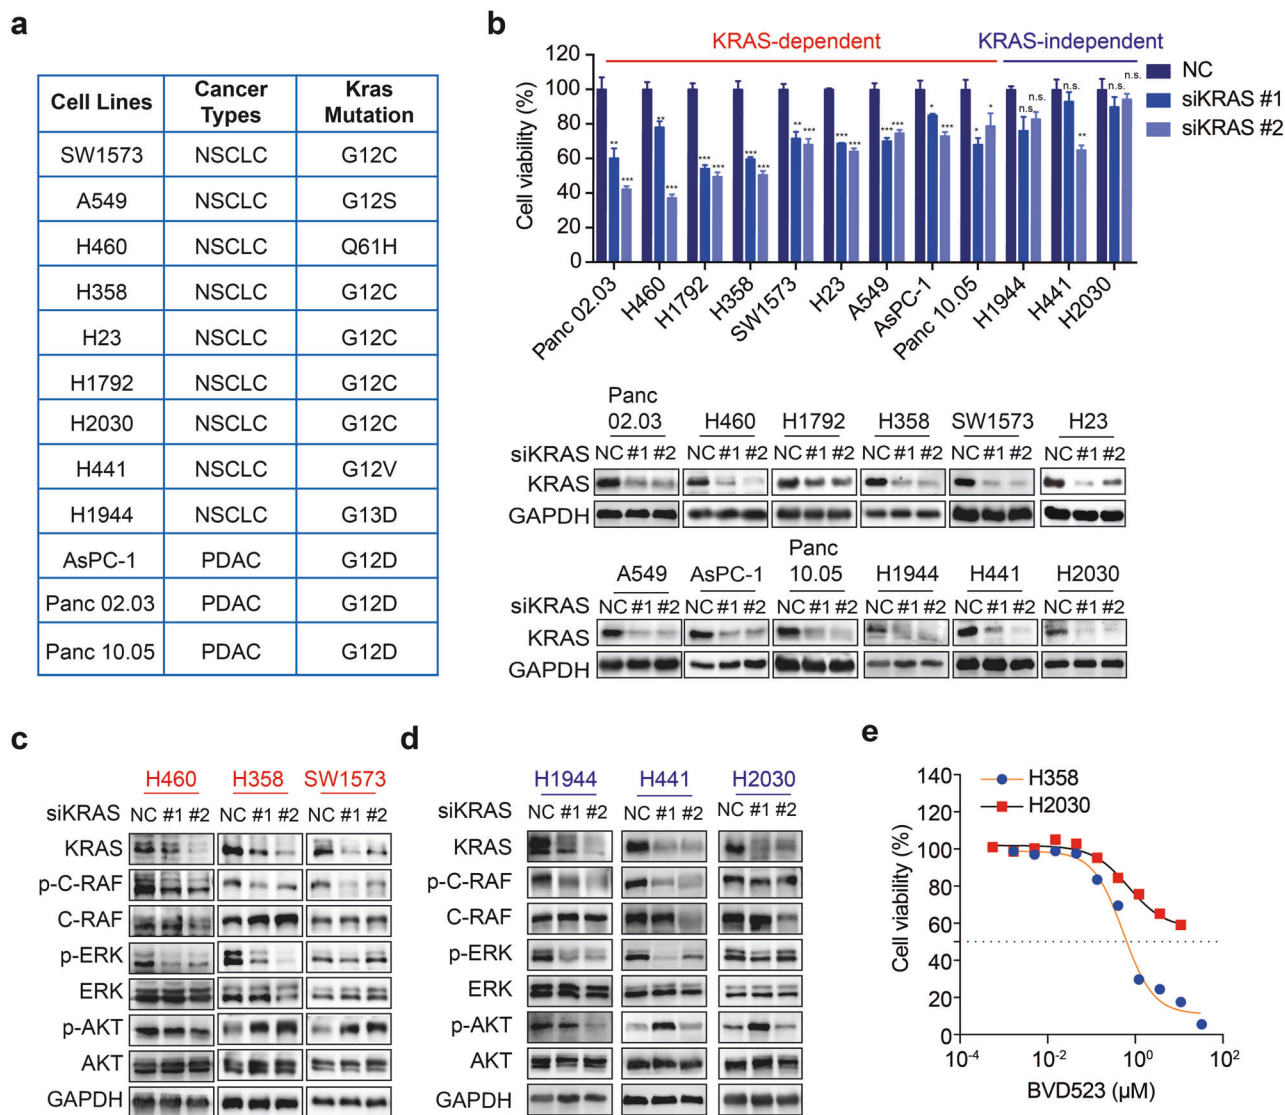 a
Cell Lines Cancer Types Kras Mutation
SW1573 NSCLC G12C
A549 NSCLC G12S
H460 NSCLC Q61H
H358 NSCLC G12C
H23 NSCLC G12C
H1792 NSCLC G12C
H2030 NSCLC G12C
H441 NSCLC G12V
H1944 NSCLC G13D
AsPC-1 PDAC G12D
Panc 02.03 PDAC G12D
Panc 10.05 PDAC G12D
b
KRAS-dependent KRAS-independent
NC
siKRAS #1
siKRAS #2
Cell viability (%)
120
100
80
60
40
20
0
** *** ** *** *** *** *** *** ** *** *** *** *** *** * *** * * n.s. n.s. n.s. ** n.s. n.s.
Panc 02.03 H460 H1792 H358 SW1573 H23 A549 AsPC-1 Panc 10.05 H1944 H441 H2030
Panc
02.03 H460 H1792 H358 SW1573 H23
siKRAS NC #1 #2 NC #1 #2 NC #1 #2 NC #1 #2 NC #1 #2 NC #1 #2
KRAS
GAPDH
Panc
A549 AsPC-1 10.05 H1944 H441 H2030
siKRAS NC #1 #2 NC #1 #2 NC #1 #2 NC #1 #2 NC #1 #2 NC #1 #2
KRAS
GAPDH
c
H460 H358 SW1573
siKRAS NC #1 #2 NC #1 #2 NC #1 #2
KRAS
p-C-RAF
C-RAF
p-ERK
ERK
p-AKT
AKT
GAPDH
d
H1944 H441 H2030
siKRAS NC #1 #2 NC #1 #2 NC #1 #2
KRAS
p-C-RAF
C-RAF
p-ERK
ERK
p-AKT
AKT
GAPDH
e
H358
H2030
Cell viability (%)
140
120
100
80
60
40
20
0
10⁻⁴ 10⁻² 10⁰ 10²
BVD523 (μM)